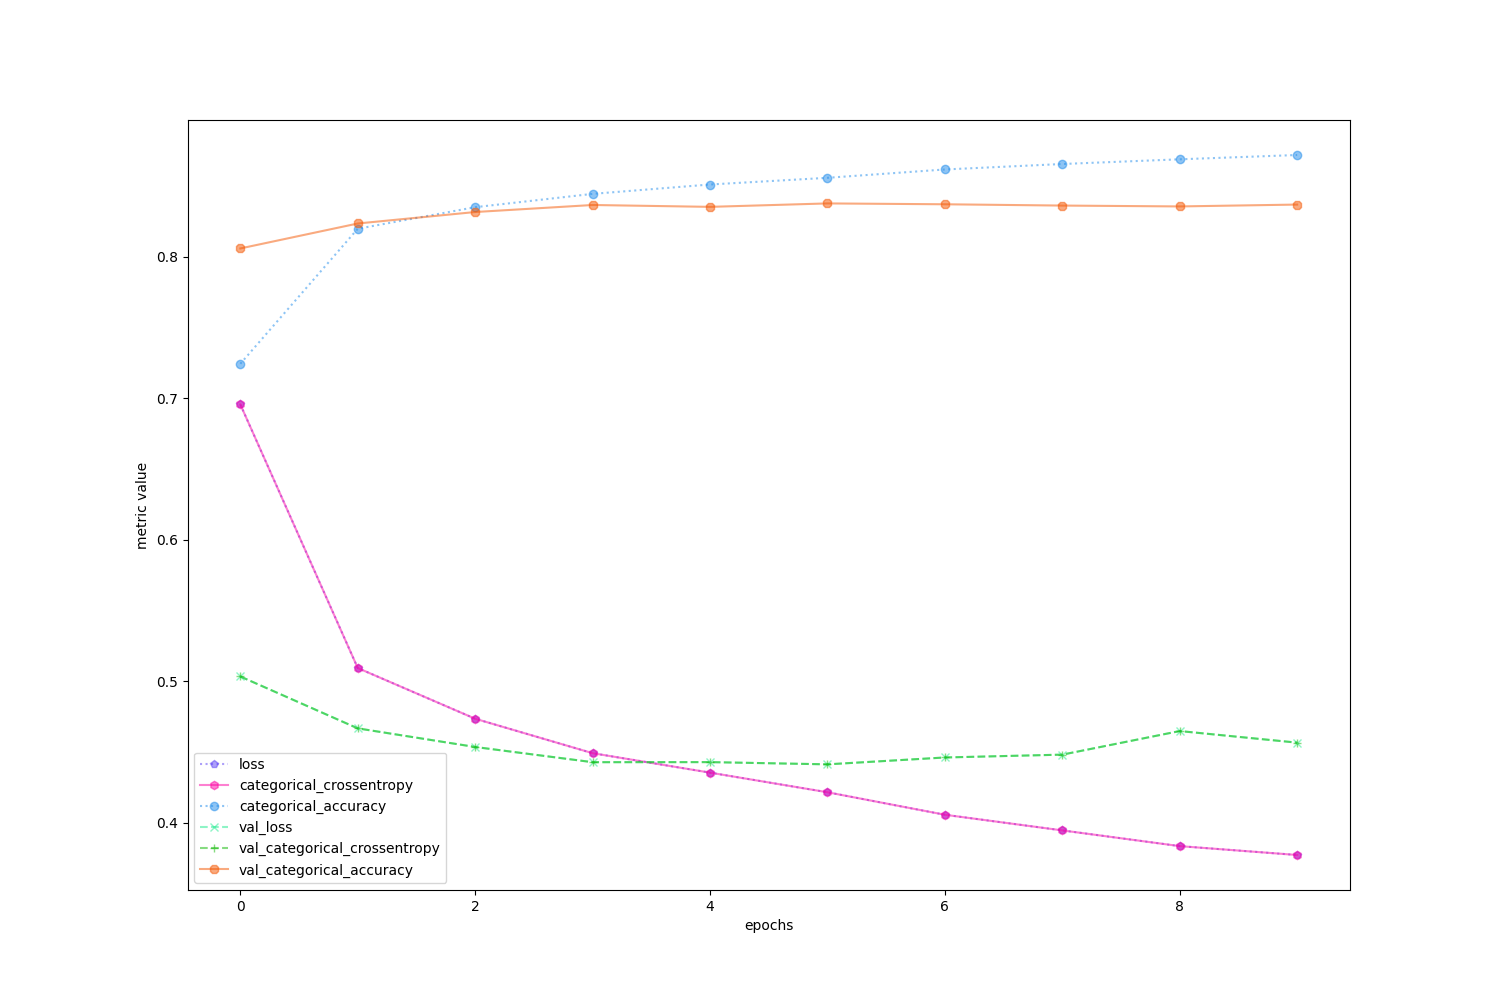 0.8
0.7
0.6
0.5
0.4
metric value
loss
categorical_crossentropy
categorical_accuracy
val_loss
val_categorical_crossentropy
val_categorical_accuracy
0 2 4 6 8
epochs